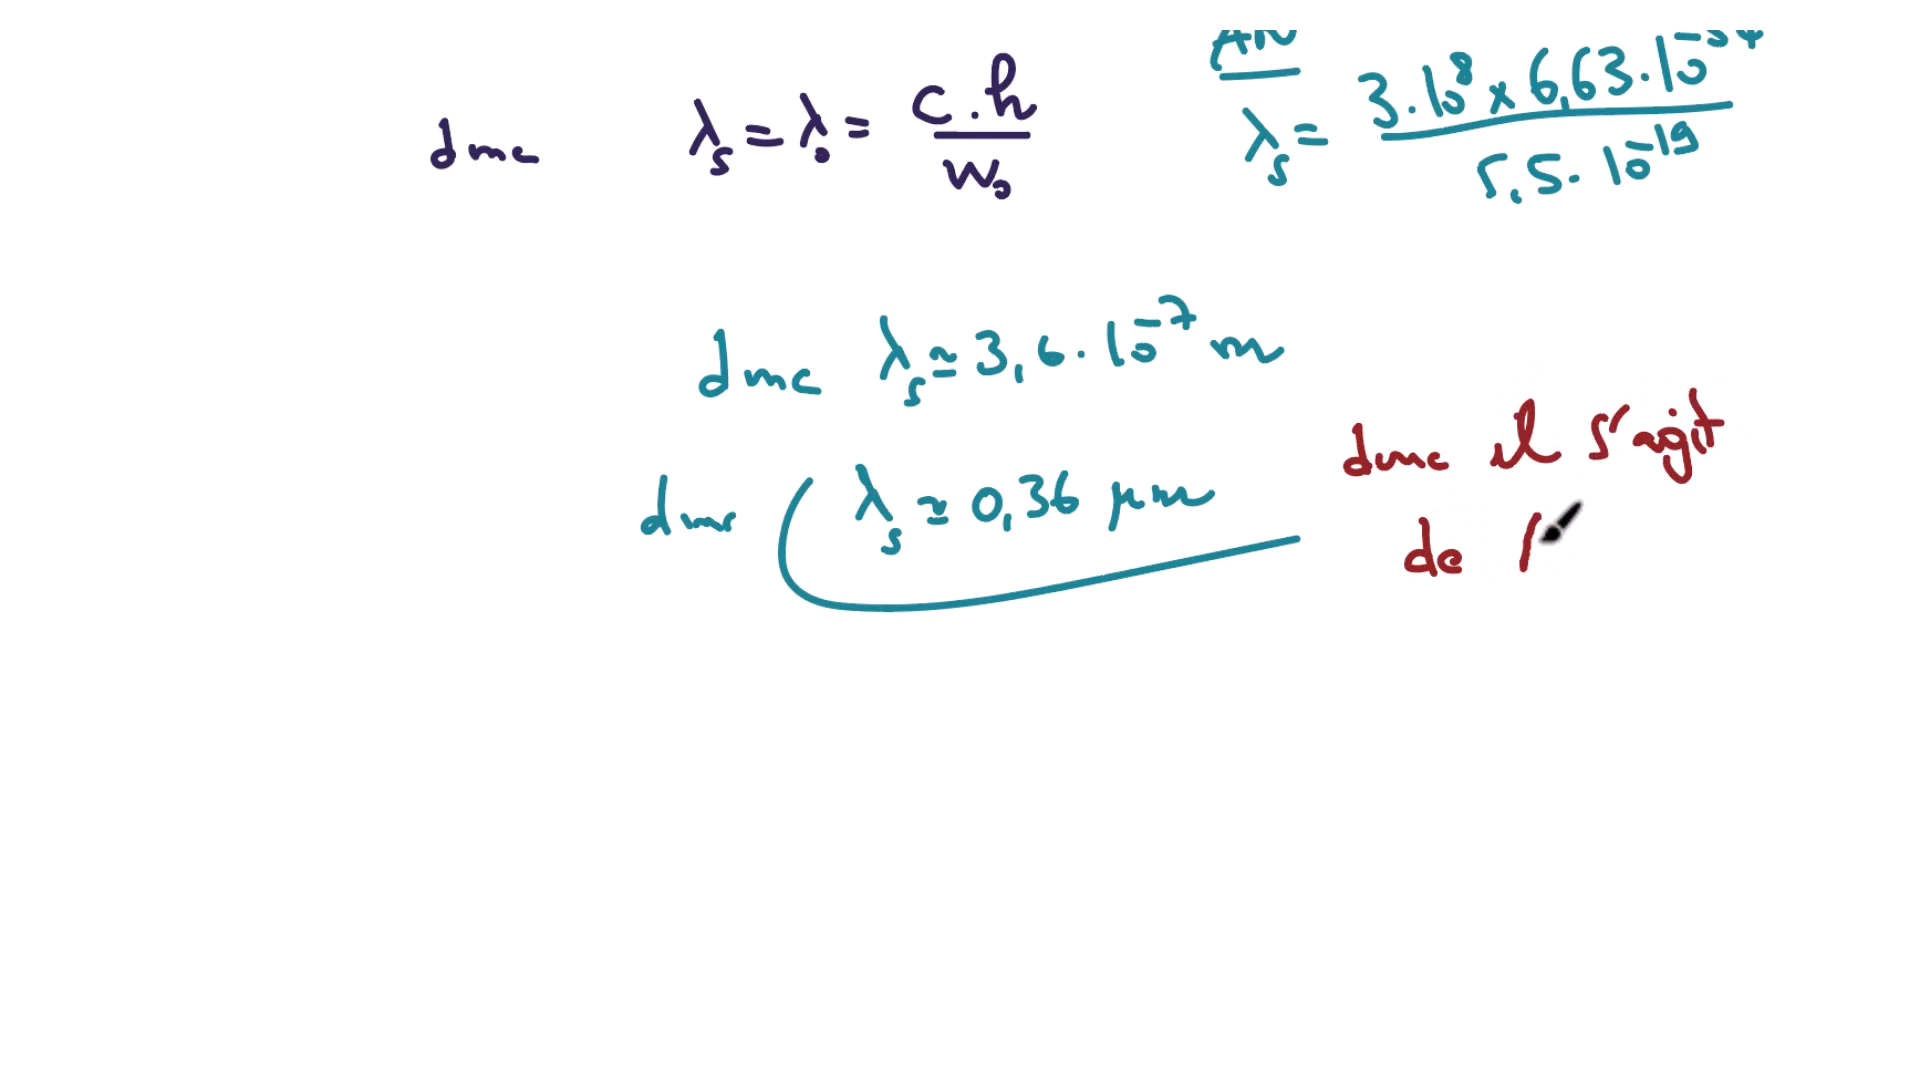 AN
donc λs = λ0 = c.h / W0
λs = 3.10^8 x 6,63.10^-34 / 5,5.10^-19
donc λs ≃ 3,6.10^-7 m
donc λs ≃ 0,36 μm
donc il s'agit
de l